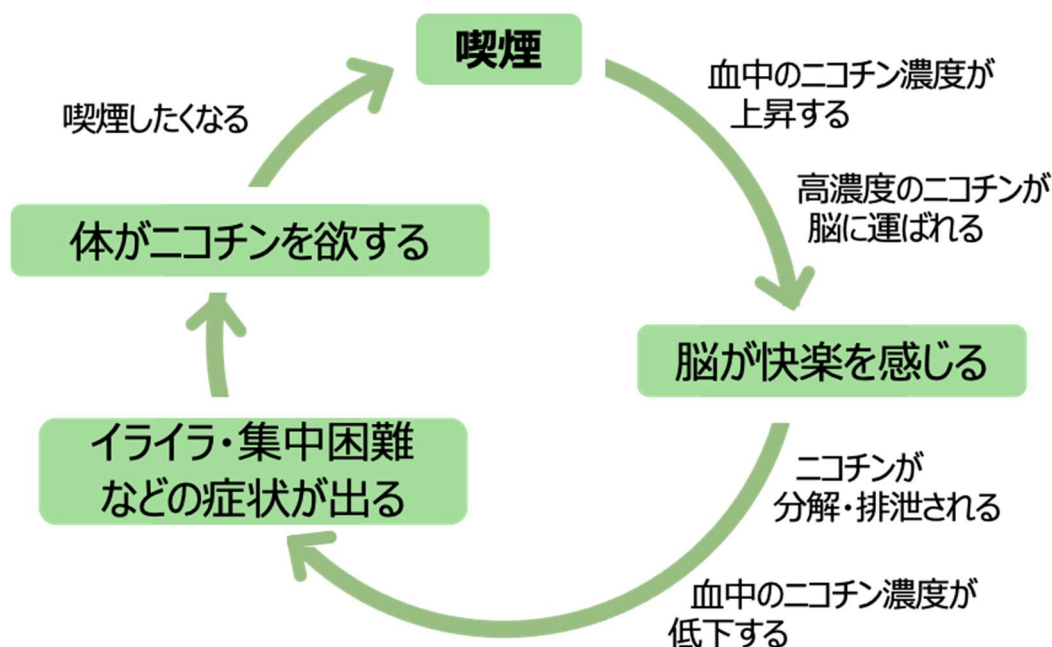 喫煙
血中のニコチン濃度が
上昇する
高濃度のニコチンが
脳に運ばれる
脳が快楽を感じる
ニコチンが
分解・排泄される
血中のニコチン濃度が
低下する
イライラ・集中困難
などの症状が出る
体がニコチンを欲する
喫煙したくなる